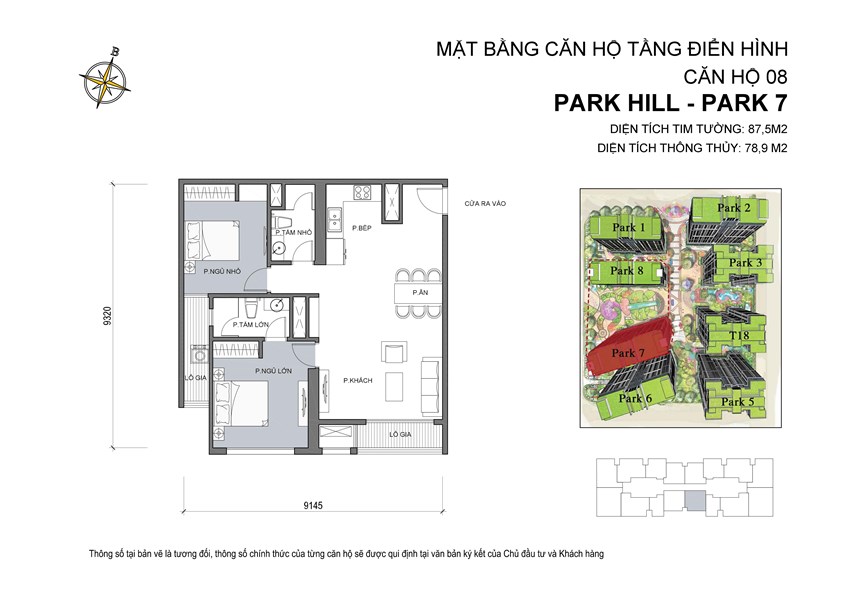 MẶT BẰNG CĂN HỘ TẦNG ĐIỂN HÌNH
CĂN HỘ 08
PARK HILL - PARK 7
DIỆN TÍCH TIM TƯỜNG: 87,5M2
DIỆN TÍCH THÔNG THỦY: 78,9 M2
B
CỬA RA VÀO
P.TẮM NHỎ
P.BẾP
P.NGỦ NHỎ
P.ĂN
P.TẮM LỚN
P.NGỦ LỚN
LÔ GIA
P.KHÁCH
LÔ GIA
9320
9145
Park 1
Park 2
Park 3
Park 8
T18
Park 7
Park 6
Park 5
Thông số tại bản vẽ là tương đối, thông số chính thức của từng căn hộ sẽ được qui định tại văn bản ký kết của Chủ đầu tư và Khách hàng